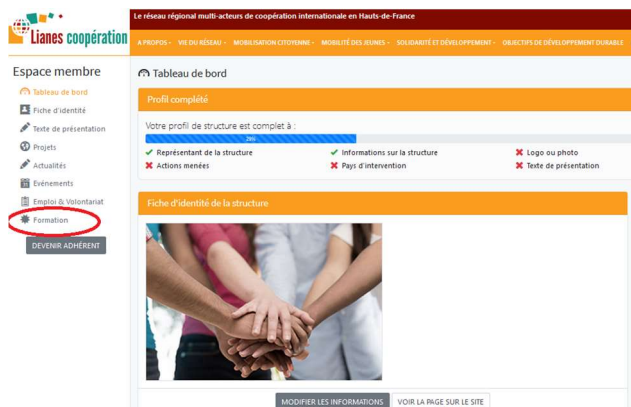 Le réseau régional multi-acteurs de coopération internationale en Hauts-de-France
Lianes coopération
A PROPOS - VIE DU RÉSEAU - MOBILISATION CITOYENNE - MOBILITÉ DES JEUNES - SOLIDARITÉ ET DÉVELOPPEMENT - OBJECTIFS DE DÉVELOPPEMENT DURABLE
Espace membre
Tableau de bord
Fiche d'identité
Texte de présentation
Projets
Actualités
Evénements
Emploi & Volontariat
Formation
DEVENIR ADHÉRENT
Tableau de bord
Profil complété
Votre profil de structure est complet à :
Représentant de la structure
Informations sur la structure
Logo ou photo
Actions menées
Pays d'intervention
Texte de présentation
Fiche d'identité de la structure
MODIFIER LES INFORMATIONS
VOIR LA PAGE SUR LE SITE